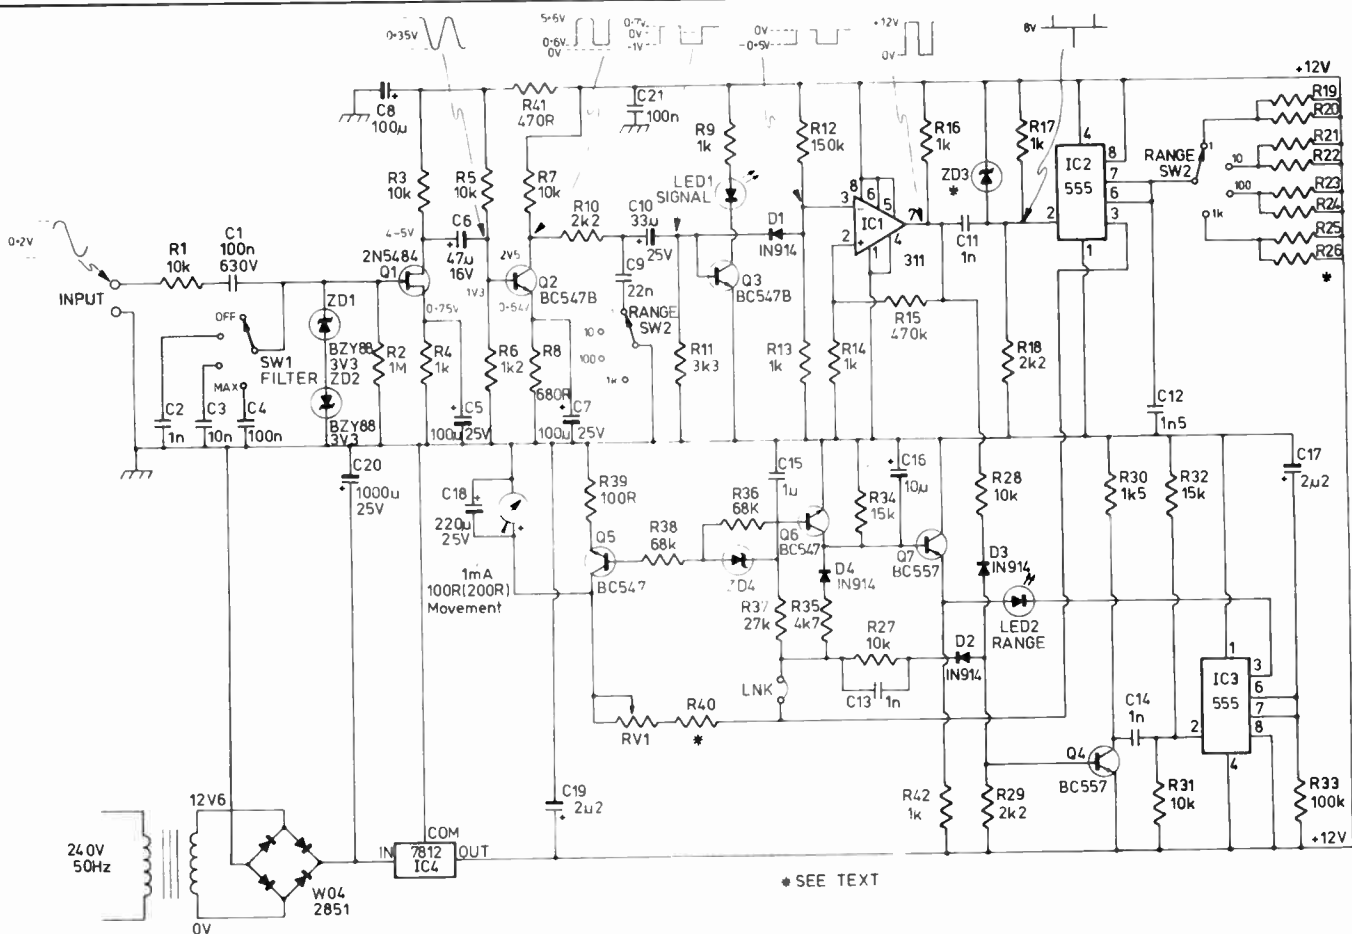 0·35V
5·6V
0·6V
0V
0·7V
0V
-1V
0V
-0·5V
+12V
0V
8V
+12V
C8
100µ
R41
470R
C21
100n
R9
1k
R12
150k
R16
1k
ZD3
*
R17
1k
IC2
555
4
8
7
6
3
2
1
RANGE
SW2
1
10
100
1k
R19
R20
R21
R22
R23
R24
R25
R26
*
R3
10k
R5
10k
R7
10k
R10
2k2
C10
33µ
25V
LED1
SIGNAL
D1
IN914
3
8
6
5
IC1
7
2
4
1
311
C11
1n
0·2V
INPUT
R1
10k
C1
100n
630V
4-5V
2N5484
Q1
C6
47µ
16V
1V3
2V5
Q2
BC547B
C9
22n
Q3
BC547B
0·75V
RANGE
SW2
10
100
1k
R15
470k
OFF
SW1
FILTER
MAX
ZD1
BZY88
3V3
ZD2
BZY88
3V3
R2
1M
R4
1k
R6
1k2
R8
680R
R11
3k3
R13
1k
R14
1k
R18
2k2
C12
1n5
C2
1n
C3
10n
C4
100n
C5
100µ 25V
C7
100µ 25V
C20
1000µ
25V
C18
220µ
25V
1mA
100R(200R)
Movement
R39
100R
Q5
BC547
R38
68k
R36
68K
ZD4
C15
1µ
Q6
BC547
R34
15k
C16
10µ
Q7
BC557
R28
10k
R30
1k5
R32
15k
C17
2µ2
D4
IN914
D3
IN914
LED2
RANGE
R37
27k
R35
4k7
R27
10k
D2
IN914
C13
1n
LNK
RV1
R40
*
1
IC3
555
3
6
7
8
2
4
C14
1n
Q4
BC557
R31
10k
R33
100k
R42
1k
R29
2k2
C19
2µ2
240V
50Hz
12V6
0V
W04
2851
COM
IN
7812
IC4
OUT
+12V
* SEE TEXT